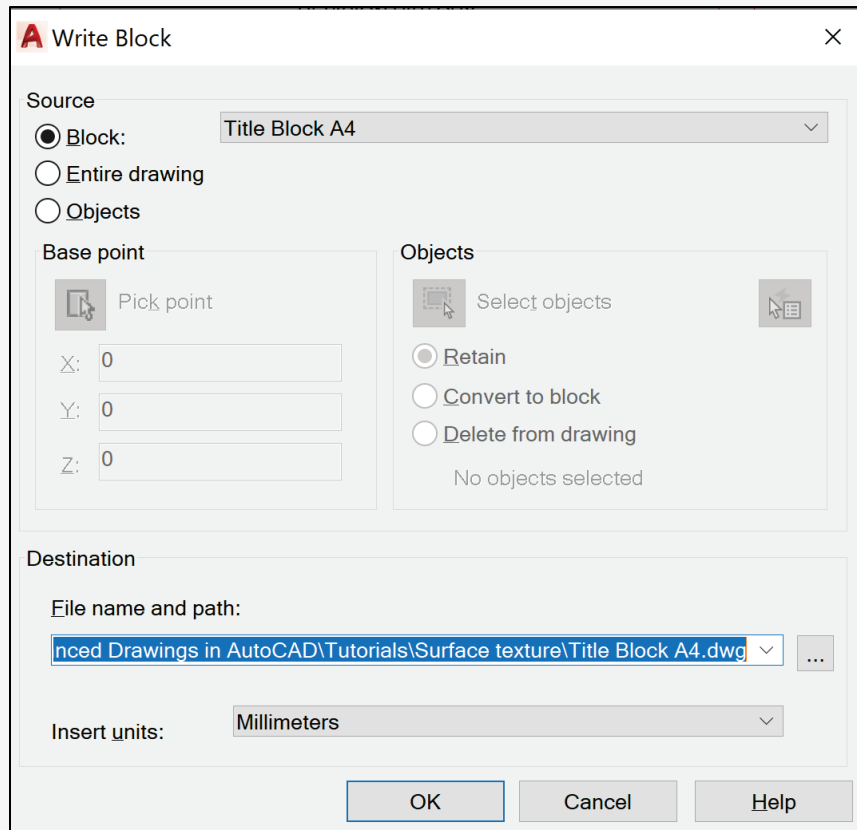 Write Block
Source
Block:
Title Block A4
Entire drawing
Objects
Base point
Pick point
X: 0
Y: 0
Z: 0
Objects
Select objects
Retain
Convert to block
Delete from drawing
No objects selected
Destination
File name and path:
nced Drawings in AutoCAD\Tutorials\Surface texture\Title Block A4.dwg
...
Insert units:
Millimeters
OK
Cancel
Help